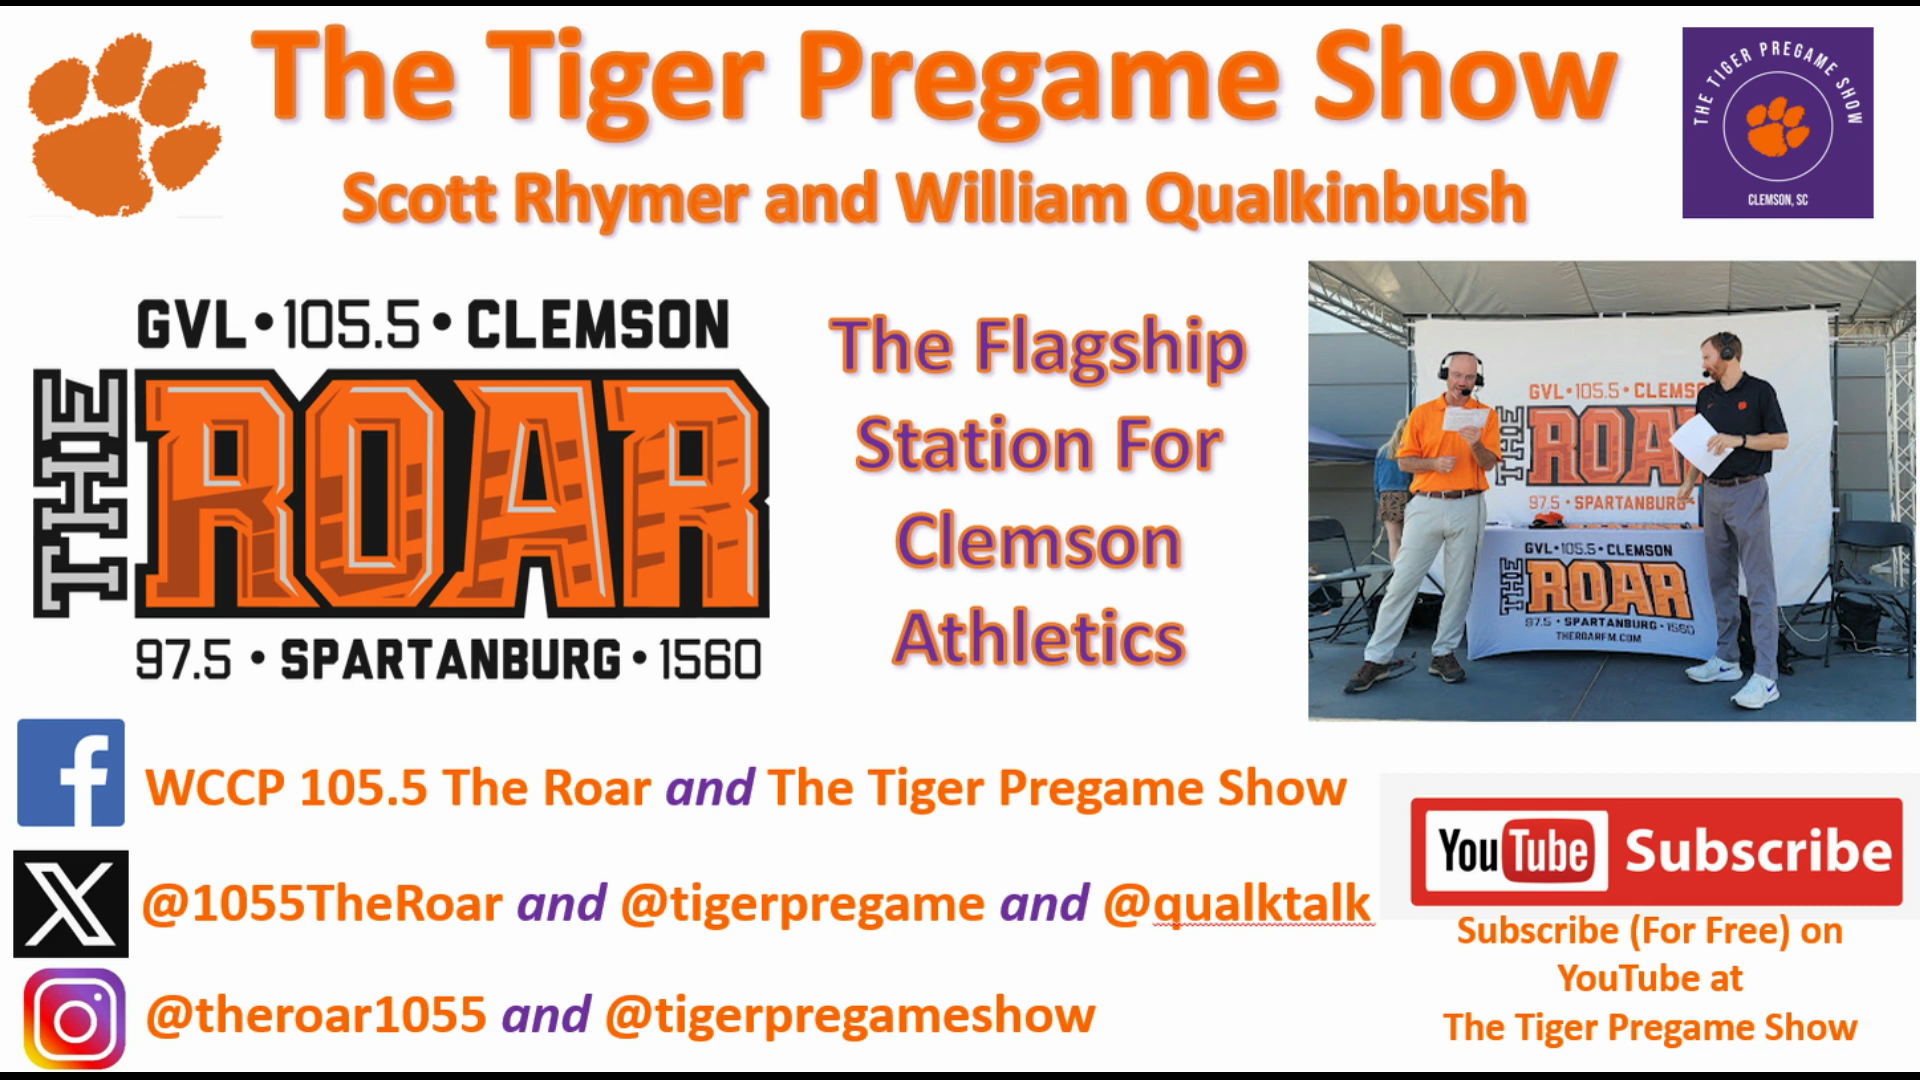 The Tiger Pregame Show
THE TIGER PREGAME SHOW
CLEMSON, SC
Scott Rhymer and William Qualkinbush
GVL • 105.5 • CLEMSON
THE ROAR
97.5 • SPARTANBURG • 1560
The Flagship
Station For
Clemson
Athletics
GVL • 105.5 • CLEMS
THE ROA
97.5 • SPARTANBURG
GVL • 105.5 • CLEMSON
THE ROAR
97.5 • SPARTANBURG • 1560
THEROARFM.COM
f WCCP 105.5 The Roar and The Tiger Pregame Show
X @1055TheRoar and @tigerpregame and @qualktalk
@theroar1055 and @tigerpregameshow
YouTube Subscribe
Subscribe (For Free) on
YouTube at
The Tiger Pregame Show